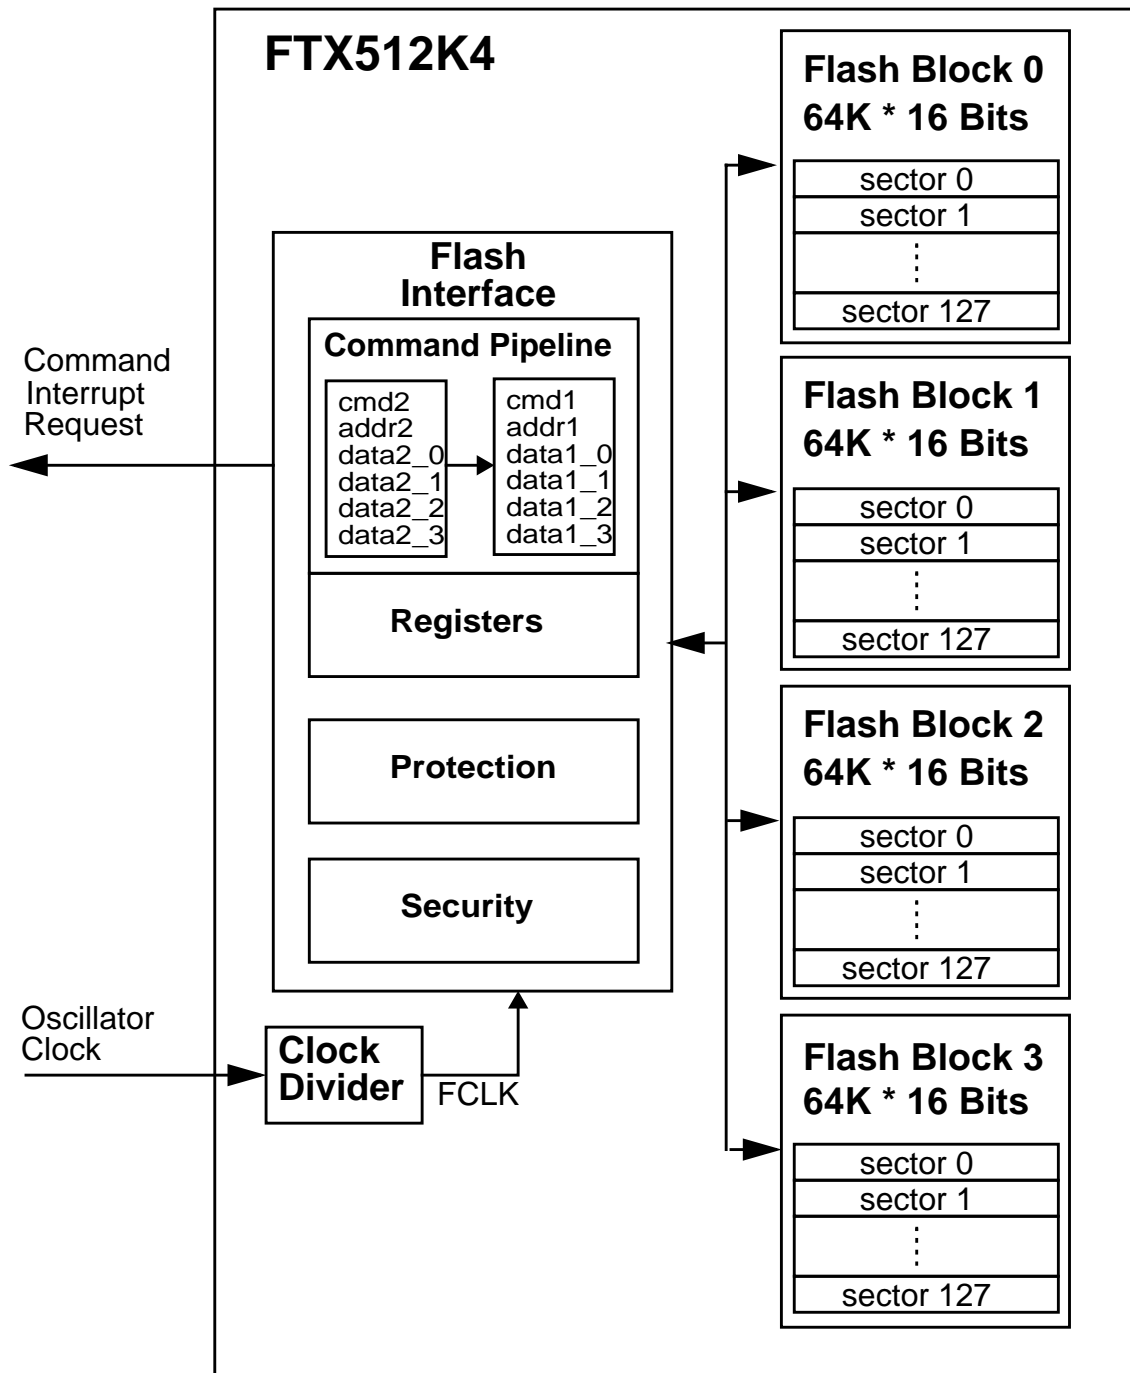 FTX512K4
Command
Interrupt
Request
Flash
Interface
Command Pipeline
cmd2
addr2
data2_0
data2_1
data2_2
data2_3
cmd1
addr1
data1_0
data1_1
data1_2
data1_3
Registers
Protection
Security
Oscillator
Clock
Clock
Divider
FCLK
Flash Block 0
64K * 16 Bits
sector 0
sector 1
sector 127
Flash Block 1
64K * 16 Bits
sector 0
sector 1
sector 127
Flash Block 2
64K * 16 Bits
sector 0
sector 1
sector 127
Flash Block 3
64K * 16 Bits
sector 0
sector 1
sector 127